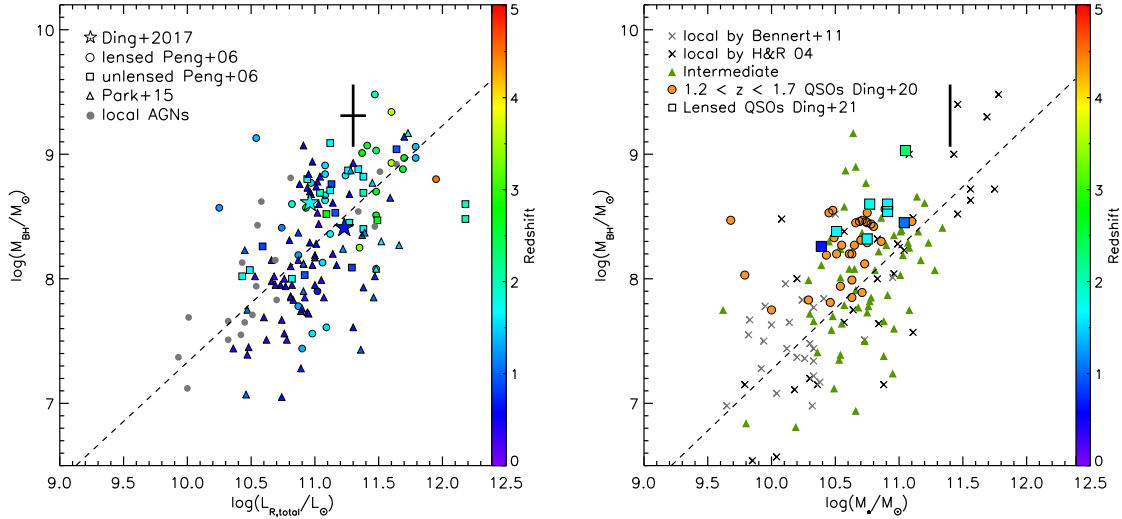 Ding+2017
lensed Peng+06
unlensed Peng+06
Park+15
local AGNs
10
9
8
7
log(M_BH/M_⊙)
9.0 9.5 10.0 10.5 11.0 11.5 12.0 12.5
log(L_R,total/L_⊙)
5
4
3
2
1
0
Redshift
local by Bennert+11
local by H&R 04
Intermediate
1.2 < z < 1.7 QSOs Ding+20
Lensed QSOs Ding+21
10
9
8
7
log(M_BH/M_⊙)
9.0 9.5 10.0 10.5 11.0 11.5 12.0 12.4
log(M_*/M_⊙)
5
4
3
2
1
0
Redshift